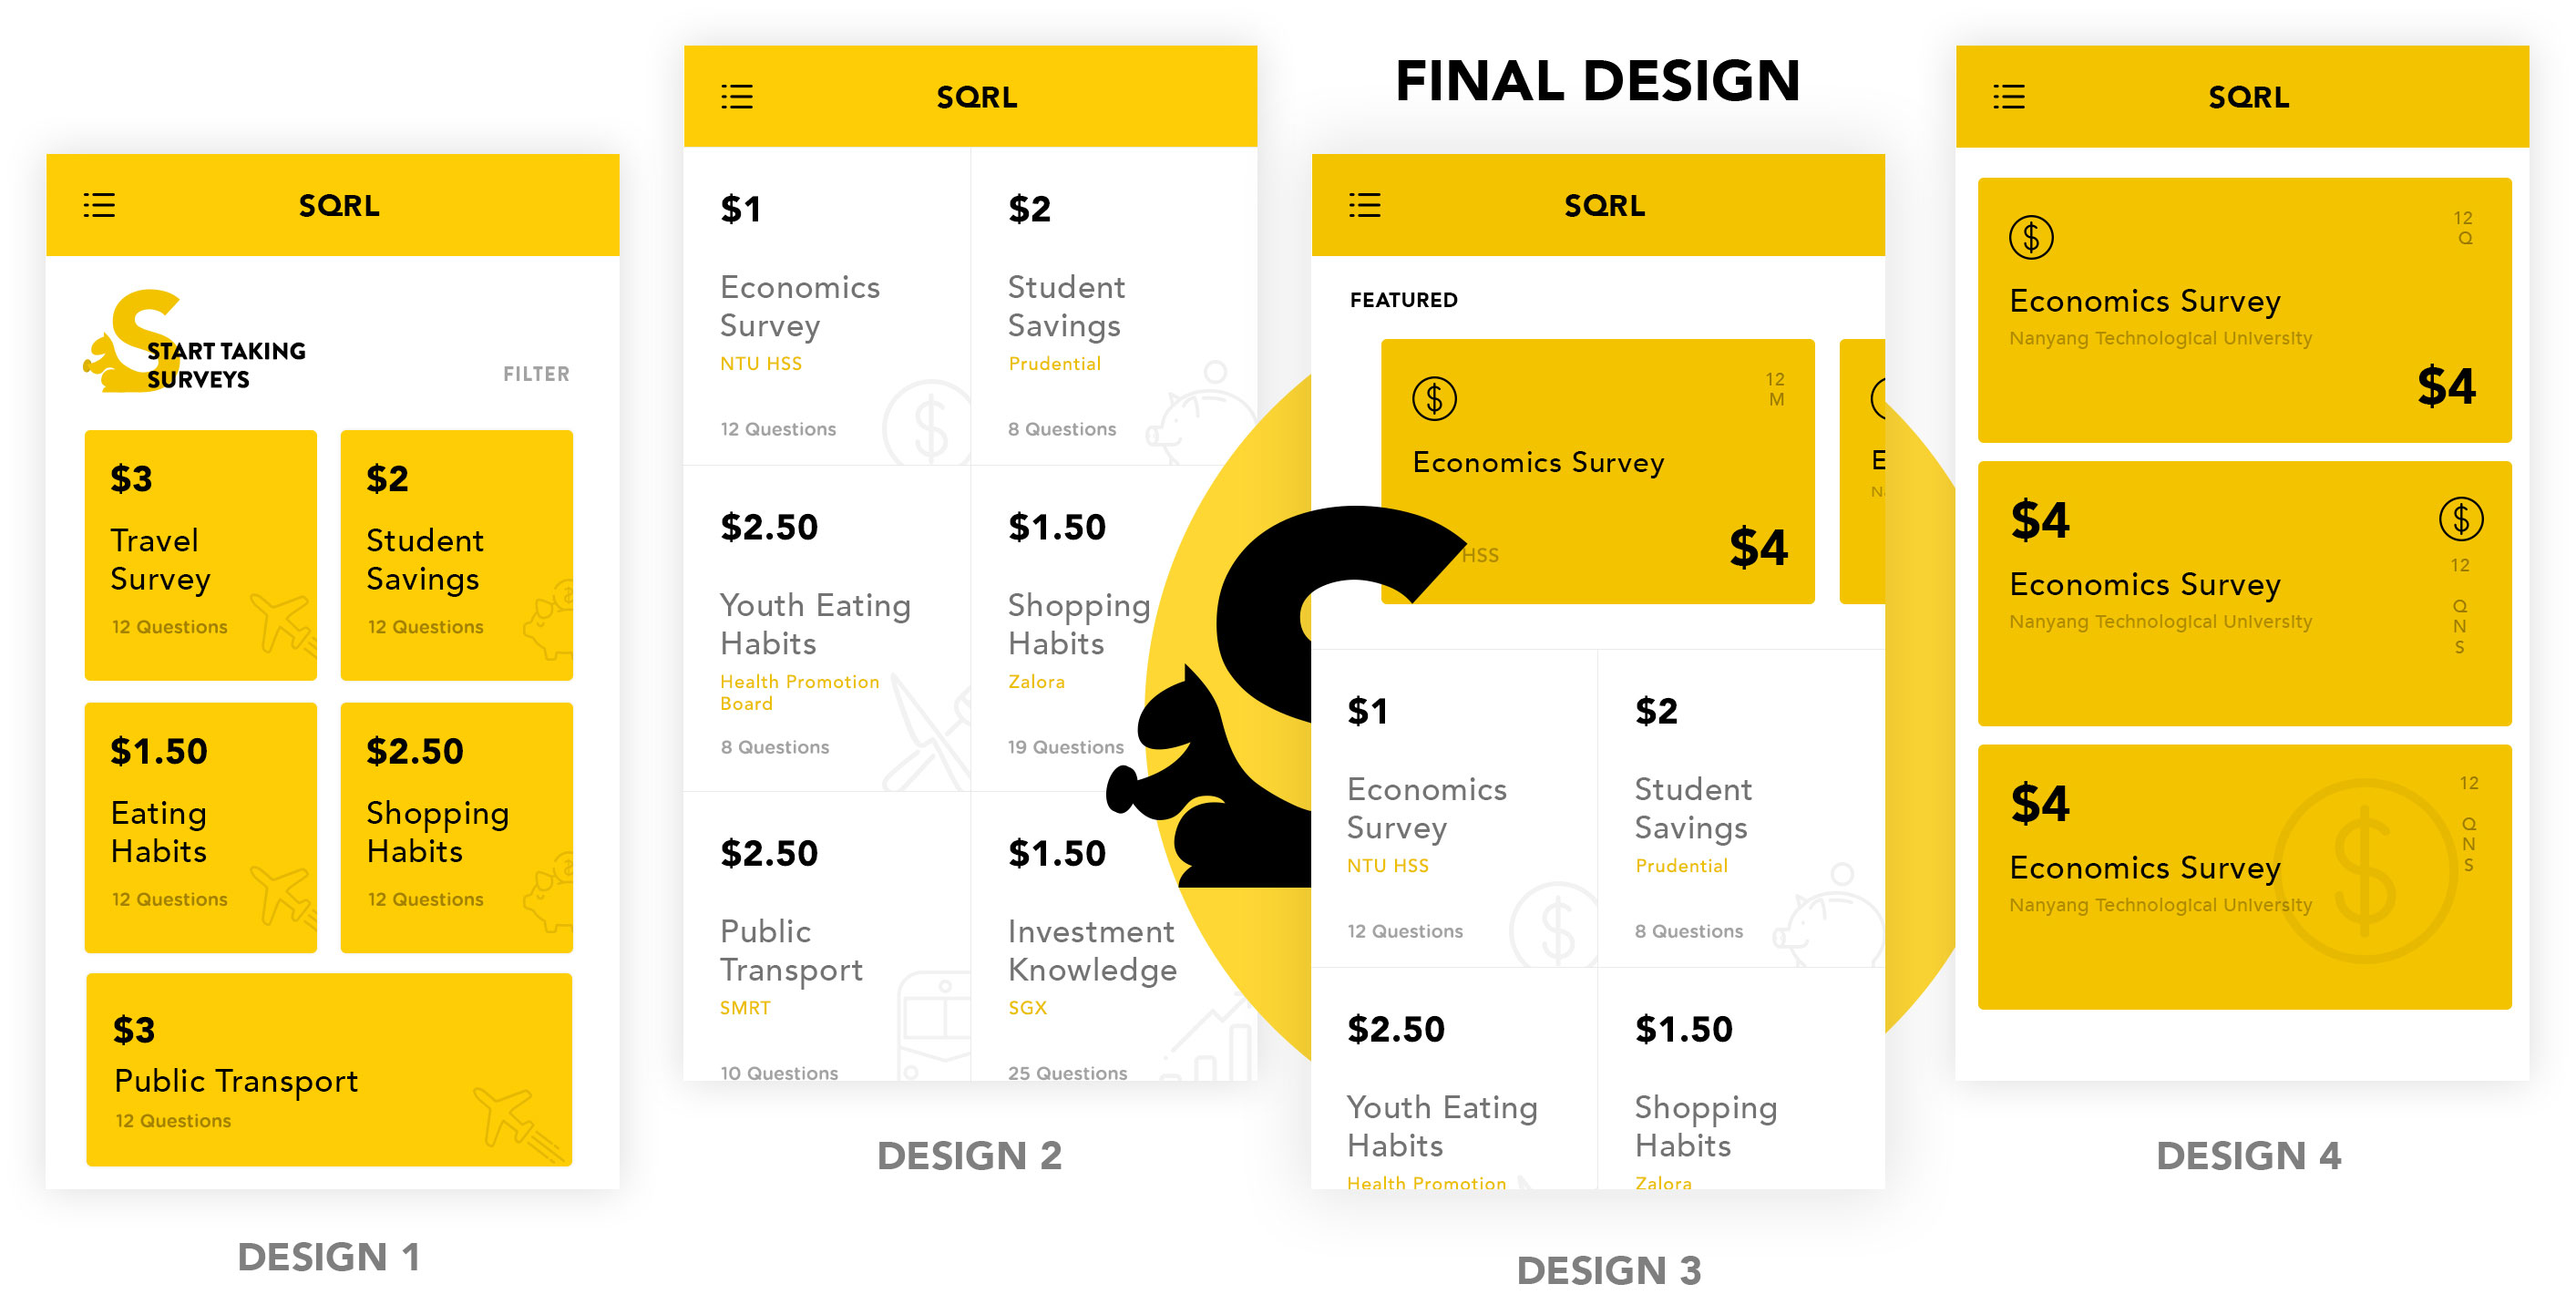 SQRL
START TAKING
SURVEYS
FILTER
$3
Travel
Survey
12 Questions
$2
Student
Savings
12 Questions
$1.50
Eating
Habits
12 Questions
$2.50
Shopping
Habits
12 Questions
$3
Public Transport
12 Questions
DESIGN 1
SQRL
$1
Economics
Survey
NTU HSS
12 Questions
$2
Student
Savings
Prudential
8 Questions
$2.50
Youth Eating
Habits
Health Promotion
Board
8 Questions
$1.50
Shopping
Habits
Zalora
19 Questions
$2.50
Public
Transport
SMRT
10 Questions
$1.50
Investment
Knowledge
SGX
25 Questions
DESIGN 2
FINAL DESIGN
SQRL
FEATURED
12
M
Economics Survey
HSS
$4
E
N
$1
Economics
Survey
NTU HSS
12 Questions
$2
Student
Savings
Prudential
8 Questions
$2.50
Youth Eating
Habits
Health Promotion
$1.50
Shopping
Habits
Zalora
DESIGN 3
SQRL
12
Q
Economics Survey
Nanyang Technological University
$4
$4
12
Q
N
S
Economics Survey
Nanyang Technological University
$4
12
Q
N
S
Economics Survey
Nanyang Technological University
DESIGN 4